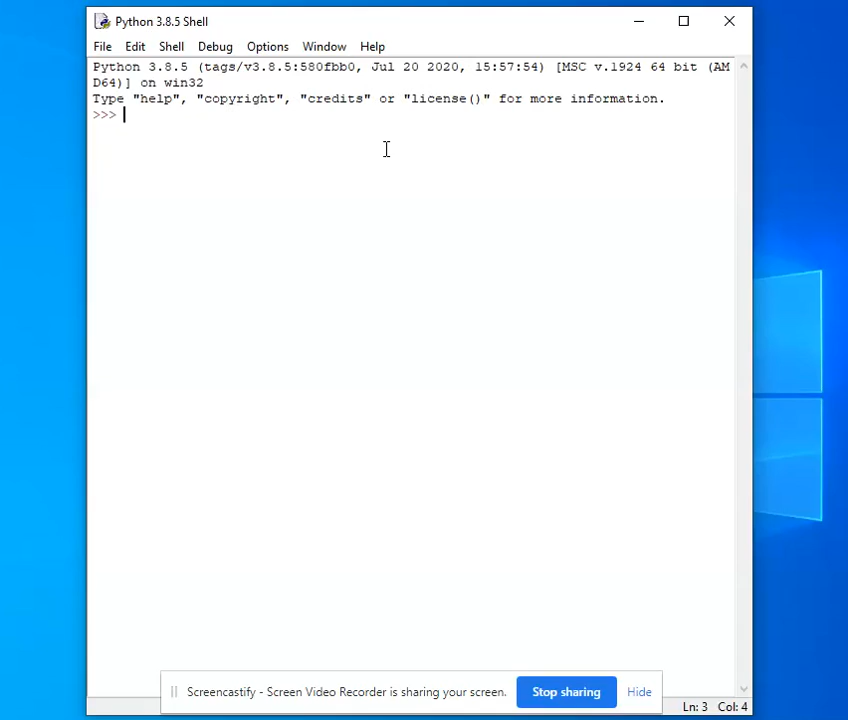 Python 3.8.5 Shell
File Edit Shell Debug Options Window Help
Python 3.8.5 (tags/v3.8.5:580fbb0, Jul 20 2020, 15:57:54) [MSC v.1924 64 bit (AM
D64)] on win32
Type "help", "copyright", "credits" or "license()" for more information.
>>>
Screencastify - Screen Video Recorder is sharing your screen. Stop sharing Hide
Ln: 3 Col: 4